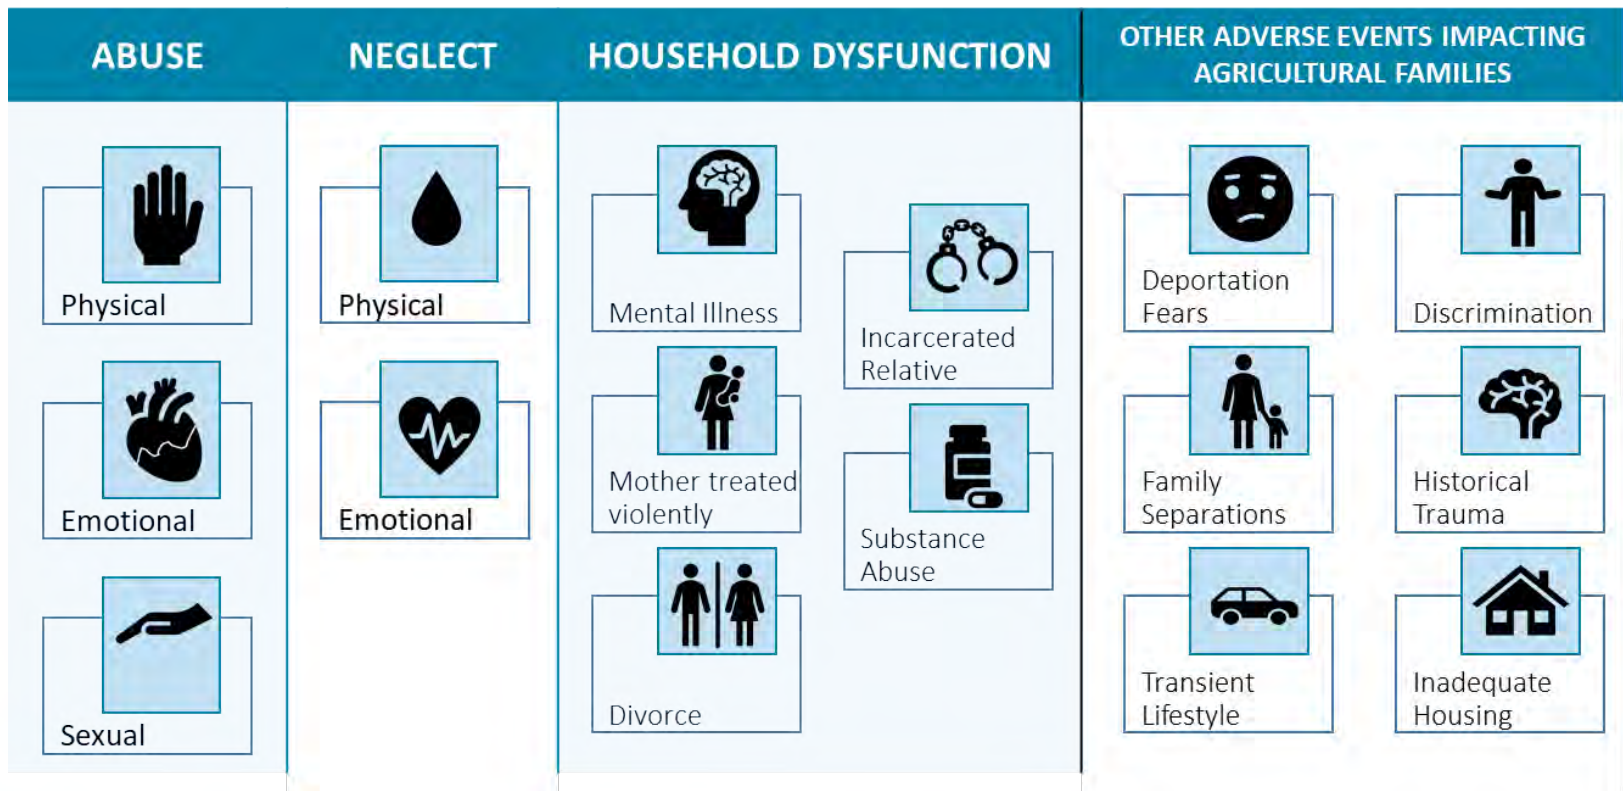 ABUSE
NEGLECT
HOUSEHOLD DYSFUNCTION
OTHER ADVERSE EVENTS IMPACTING
AGRICULTURAL FAMILIES
Physical
Emotional
Sexual
Physical
Emotional
Mental Illness
Mother treated
violently
Divorce
Incarcerated
Relative
Substance
Abuse
Deportation
Fears
Family
Separations
Transient
Lifestyle
Discrimination
Historical
Trauma
Inadequate
Housing